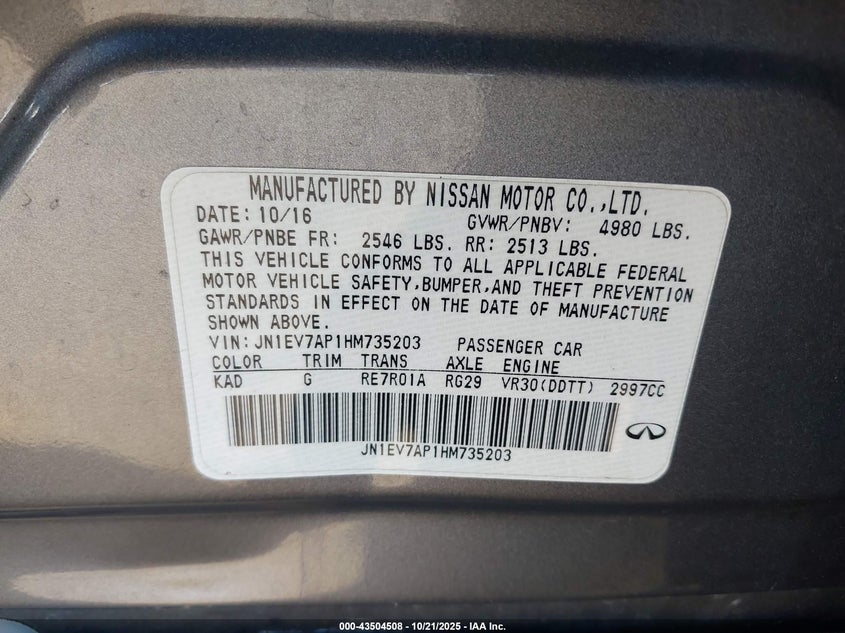 MANUFACTURED BY NISSAN MOTOR CO.,LTD.
DATE: 10/16 GVWR/PNBV: 4980 LBS.
GAWR/PNBE FR: 2546 LBS. RR: 2513 LBS.
THIS VEHICLE CONFORMS TO ALL APPLICABLE FEDERAL
MOTOR VEHICLE SAFETY,BUMPER,AND THEFT PREVENTION
STANDARDS IN EFFECT ON THE DATE OF MANUFACTURE
SHOWN ABOVE.
VIN: JN1EV7AP1HM735203 PASSENGER CAR
COLOR TRIM TRANS AXLE ENGINE
KAD G RE7R01A RG29 VR30(DDTT) 2997CC
JN1EV7AP1HM735203
000-43504508 - 10/21/2025 - IAA Inc.